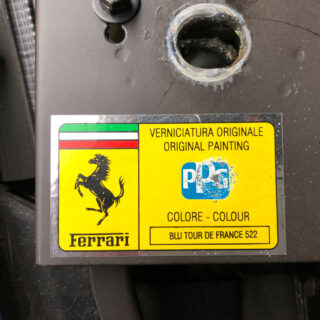 VERNICIATURA ORIGINALE
ORIGINAL PAINTING
PPG
COLORE - COLOUR
BLU TOUR DE FRANCE 522
Ferrari